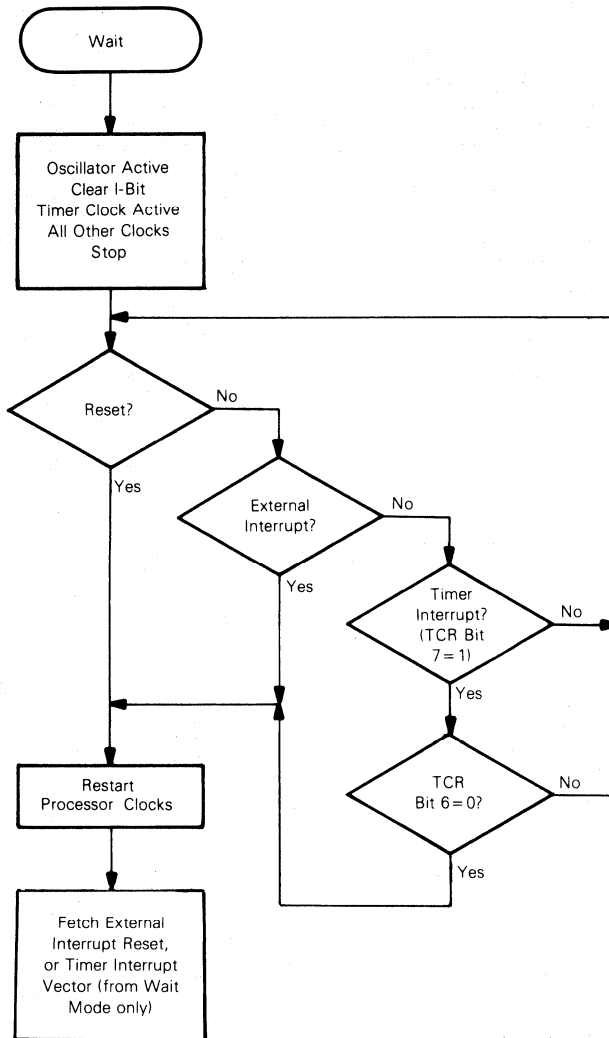 Wait
Oscillator Active
Clear I-Bit
Timer Clock Active
All Other Clocks
Stop
Reset?
No
Yes
External
Interrupt?
No
Yes
Timer
Interrupt?
(TCR Bit
7=1)
No
Yes
TCR
Bit 6=0?
No
Yes
Restart
Processor Clocks
Fetch External
Interrupt Reset,
or Timer Interrupt
Vector (from Wait
Mode only)